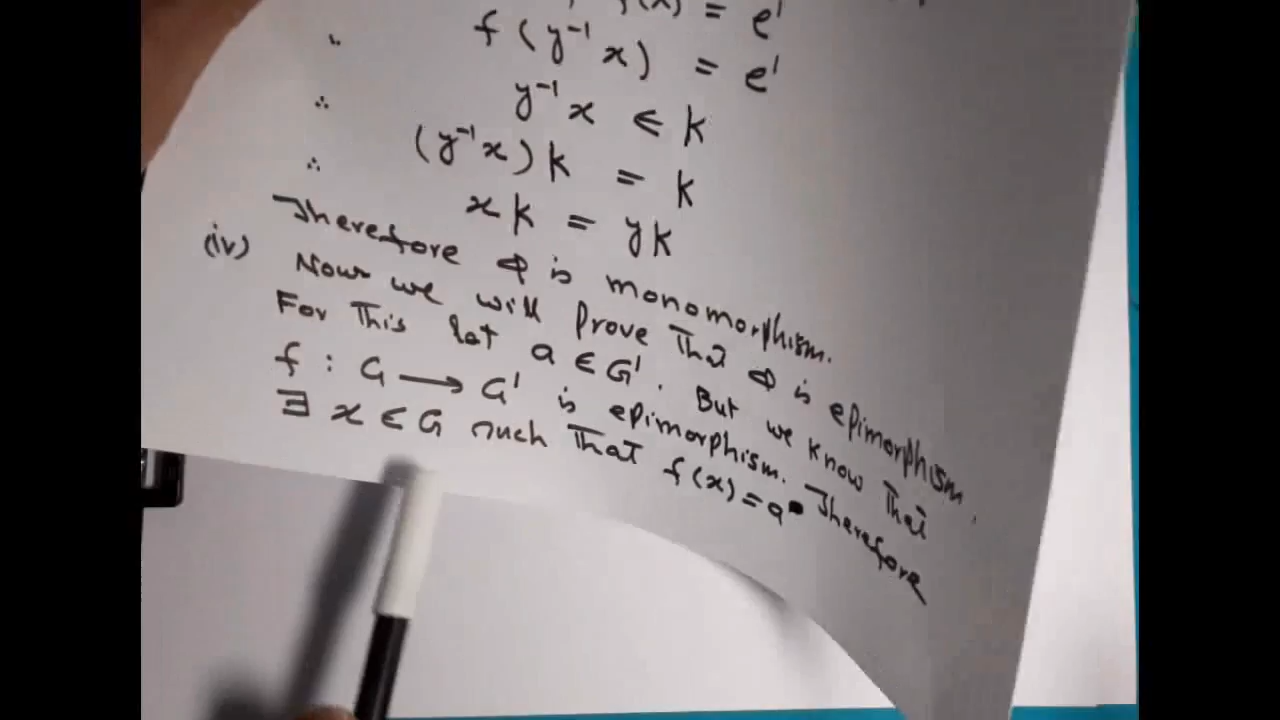 f(x) = e'
∴ f(y⁻¹x) = e'
∴ y⁻¹x ∈ k
∴ (y⁻¹x)k = k
xk = yk
Therefore φ is monomorphism.
(iv) Now we will prove that φ is epimorphism.
For this let a ∈ G'. But we know that
f : G ⟶ G' is epimorphism. Therefore
∃ x ∈ G such that f(x) = a